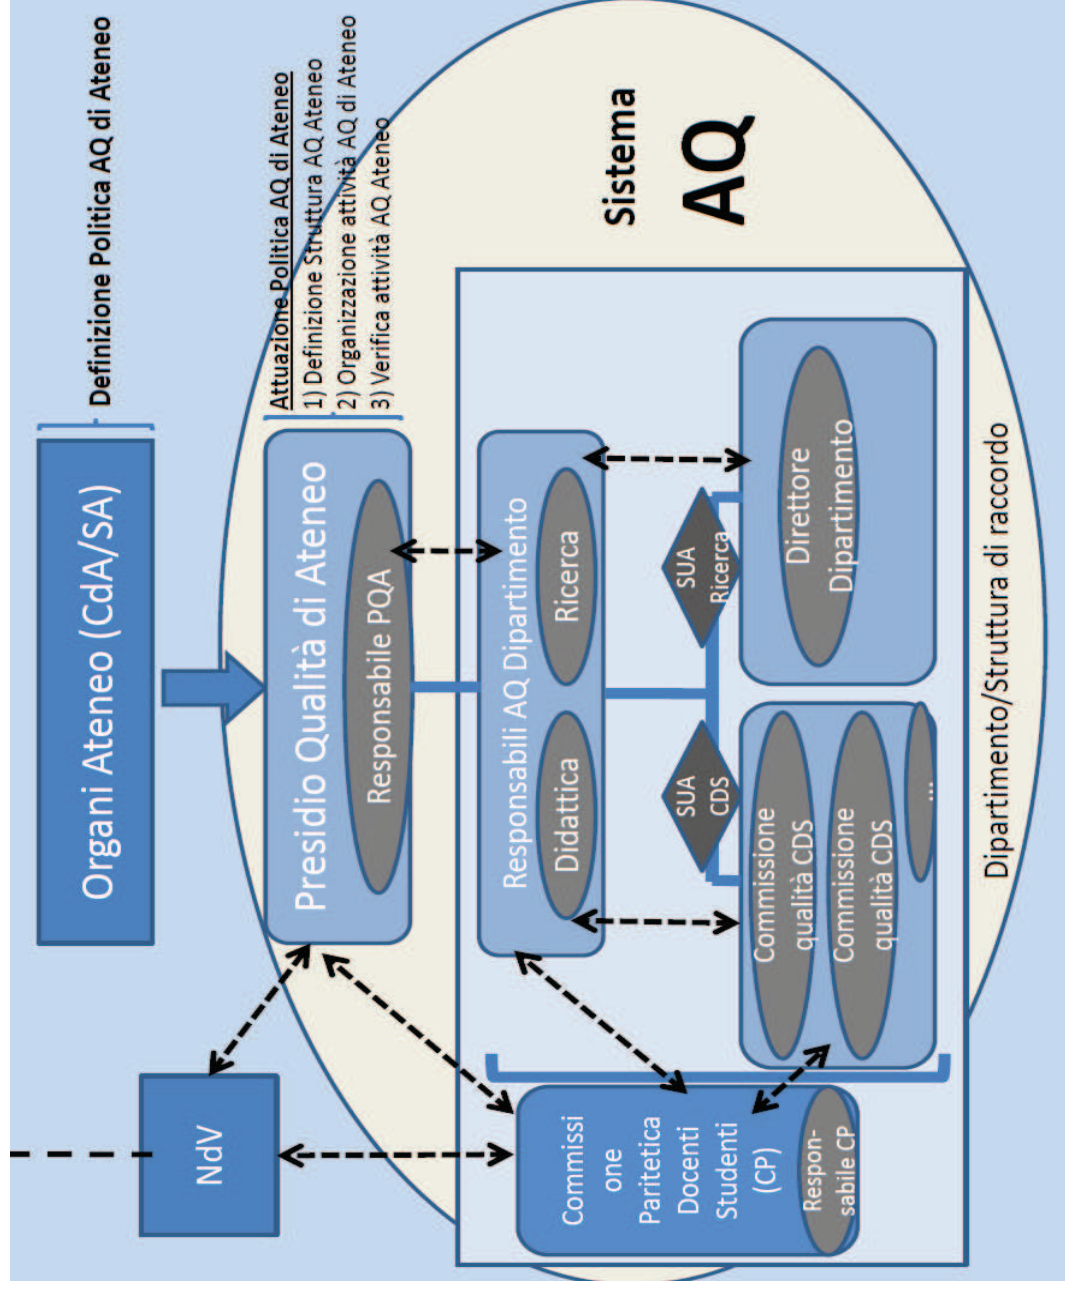 Definizione Politica AQ di Ateneo
Organi Ateneo (CdA/SA)
Attuazione Politica AQ di Ateneo
1) Definizione Struttura AQ Ateneo
2) Organizzazione attività AQ di Ateneo
3) Verifica attività AQ Ateneo
NdV
Presidio Qualità di Ateneo
Responsabile PQA
Sistema
AQ
Responsabili AQ Dipartimento
Didattica
Ricerca
SUA
CDS
SUA
Ricerca
Commissi
one
Paritetica
Docenti
Studenti
(CP)
Respon-
sabile CP
Commissione
qualità CDS
Commissione
qualità CDS
...
Direttore
Dipartimento
Dipartimento/Struttura di raccordo